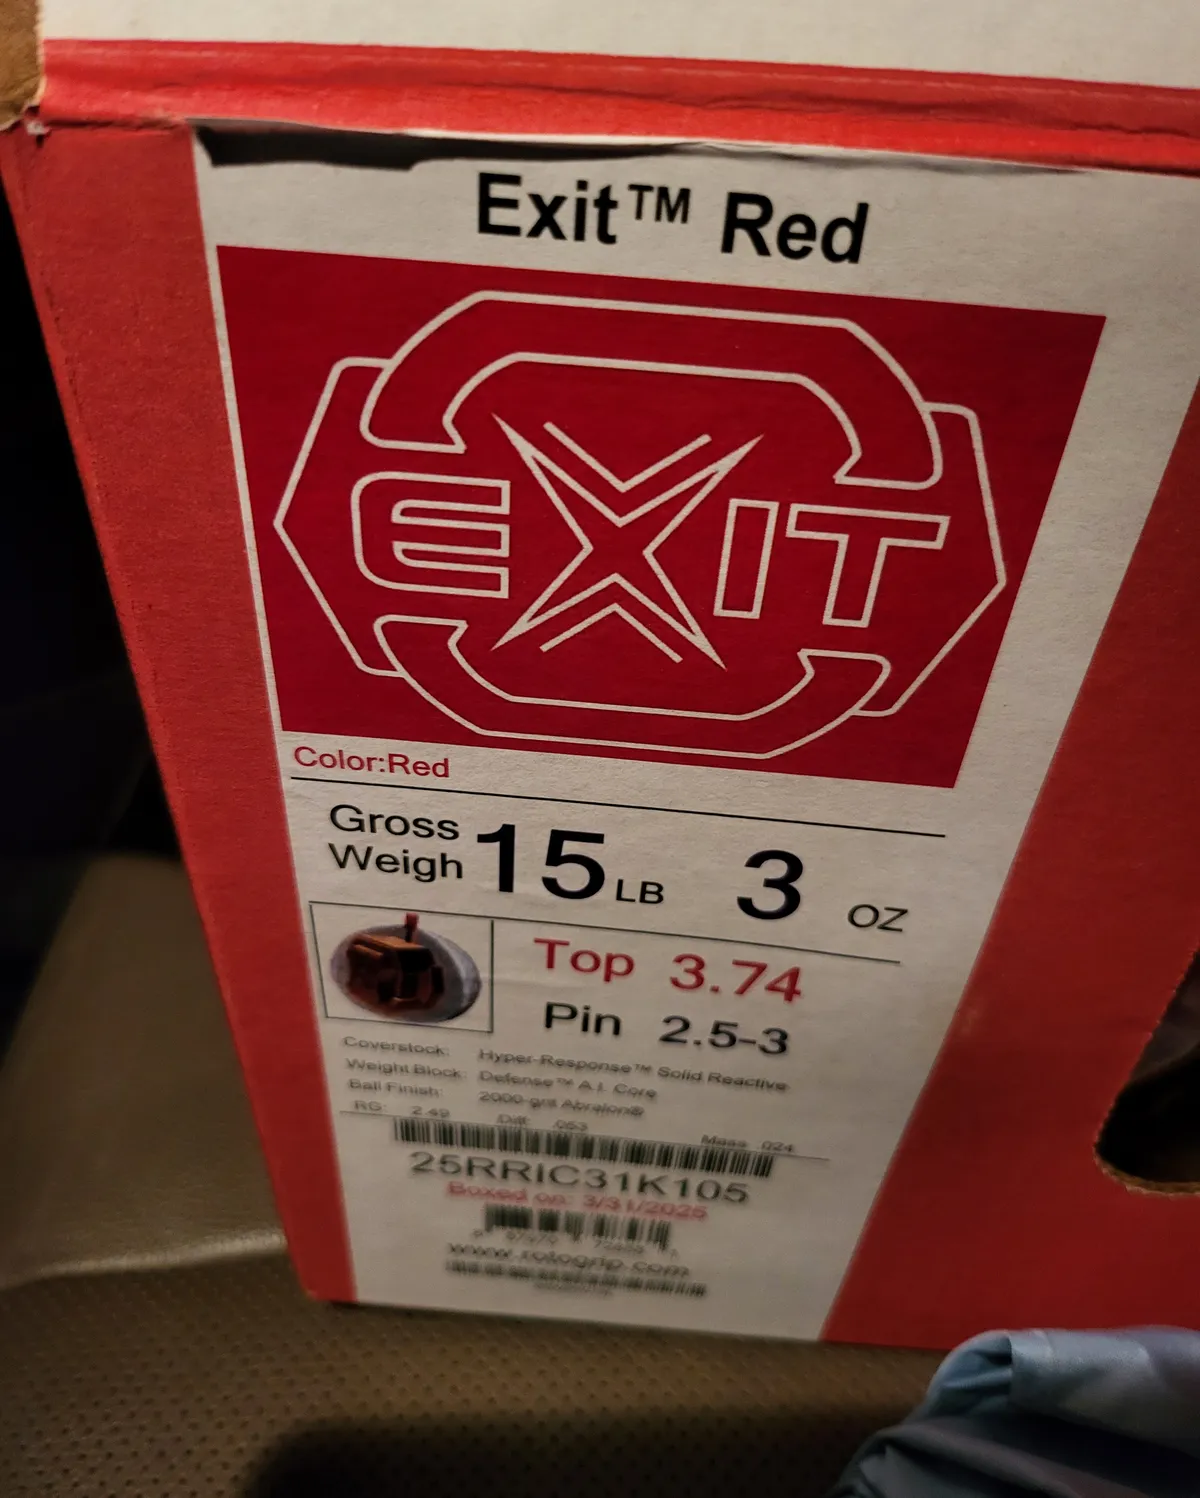 Exit™ Red
EXIT
Color:Red
Gross
Weigh 15 LB 3 OZ
Top 3.74
Pin 2.5-3
Coverstock: Hyper-Response™ Solid Reactive
Weight Block: Defense™ A.I. Core
Ball Finish: 2000-grit Abralon®
RG: 2.49 Diff: .053 Mass .024
25RRIC31K105
Boxed on: 3/31/2025
www.rotogrip.com